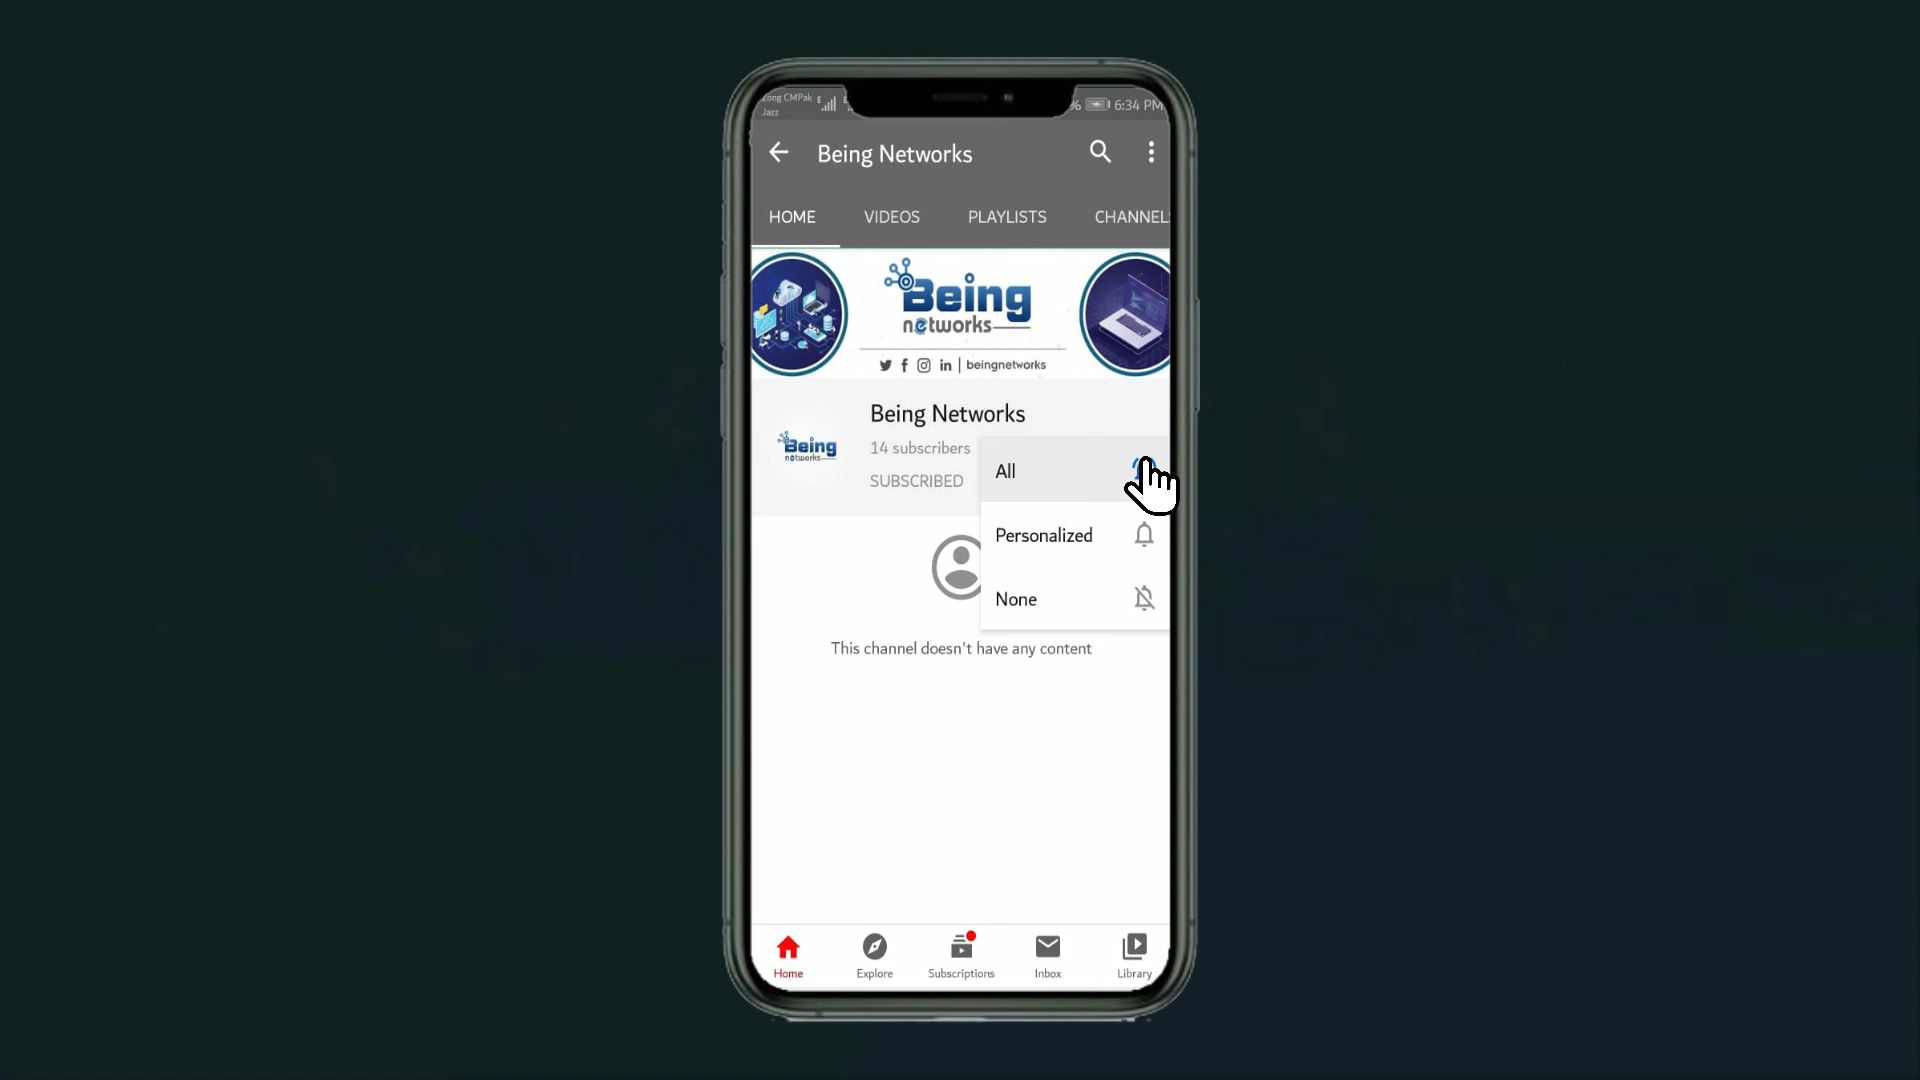 Zong CMPak
Jazz
% 6:34 PM
Being Networks
HOME VIDEOS PLAYLISTS CHANNELS
Being
networks
beingnetworks
Being Networks
Being
networks
14 subscribers
SUBSCRIBED
All
Personalized
None
This channel doesn't have any content
Home Explore Subscriptions Inbox Library